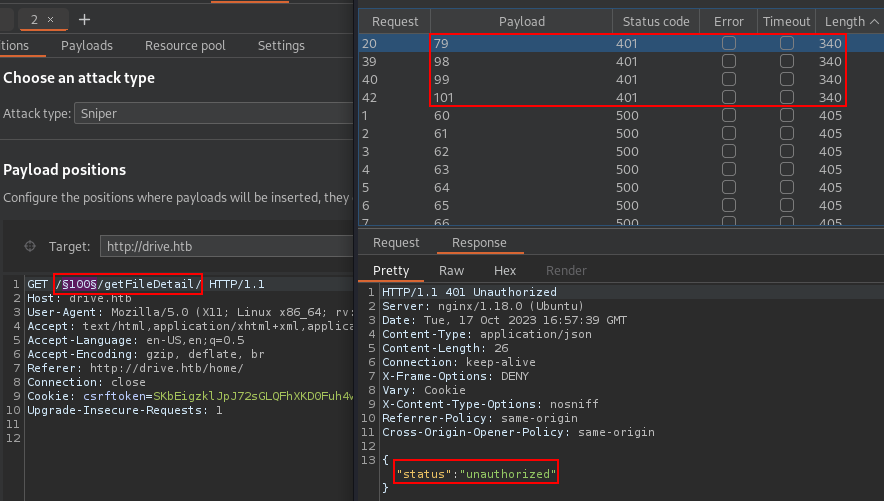 2 × +
tions Payloads Resource pool Settings
Choose an attack type
Attack type: Sniper
Payload positions
Configure the positions where payloads will be inserted, they
Target: http://drive.htb
1 GET /§100§/getFileDetail/ HTTP/1.1
2 Host: drive.htb
3 User-Agent: Mozilla/5.0 (X11; Linux x86_64; rv:
4 Accept: text/html,application/xhtml+xml,applica
5 Accept-Language: en-US,en;q=0.5
6 Accept-Encoding: gzip, deflate, br
7 Referer: http://drive.htb/home/
8 Connection: close
9 Cookie: csrftoken=SKbEigzklJpJ72sGLQFhXKDOFuh4v
10 Upgrade-Insecure-Requests: 1
11
12
Request Payload Status code Error Timeout Length
20 79 401 340
39 98 401 340
40 99 401 340
42 101 401 340
1 60 500 405
2 61 500 405
3 62 500 405
4 63 500 405
5 64 500 405
6 65 500 405
7 66 500 405
Request Response
Pretty Raw Hex Render
1 HTTP/1.1 401 Unauthorized
2 Server: nginx/1.18.0 (Ubuntu)
3 Date: Tue, 17 Oct 2023 16:57:39 GMT
4 Content-Type: application/json
5 Content-Length: 26
6 Connection: keep-alive
7 X-Frame-Options: DENY
8 Vary: Cookie
9 X-Content-Type-Options: nosniff
10 Referrer-Policy: same-origin
11 Cross-Origin-Opener-Policy: same-origin
12
13 {
"status":"unauthorized"
}